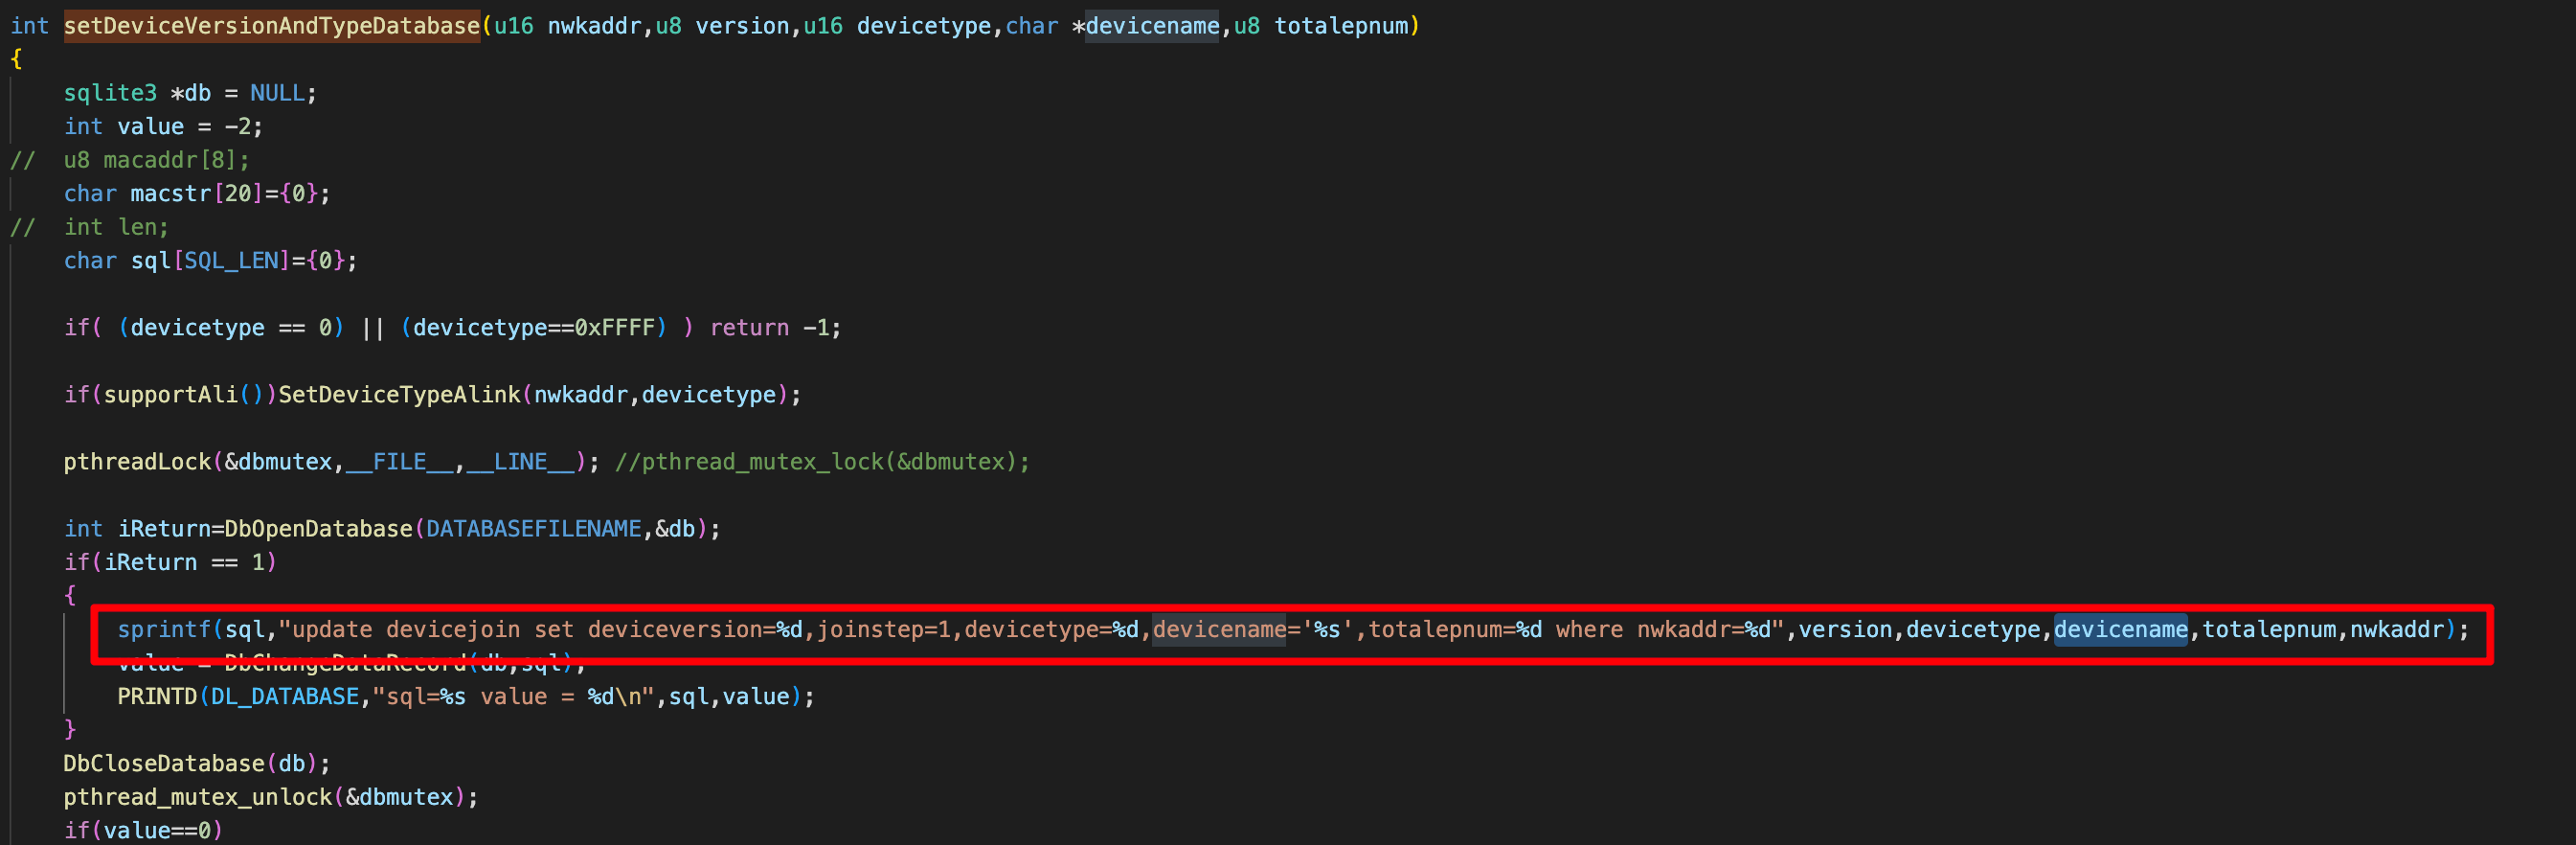 int setDeviceVersionAndTypeDatabase(u16 nwkaddr,u8 version,u16 devicetype,char *devicename,u8 totalepnum)
{
    sqlite3 *db = NULL;
    int value = -2;
//  u8 macaddr[8];
    char macstr[20]={0};
//  int len;
    char sql[SQL_LEN]={0};
    if( (devicetype == 0) || (devicetype==0xFFFF) ) return -1;
    if(supportAli())SetDeviceTypeAlink(nwkaddr,devicetype);
    pthreadLock(&dbmutex,__FILE__,__LINE__); //pthread_mutex_lock(&dbmutex);
    int iReturn=DbOpenDatabase(DATABASEFILENAME,&db);
    if(iReturn == 1)
    {
        sprintf(sql,"update devicejoin set deviceversion=%d,joinstep=1,devicetype=%d,devicename='%s',totalepnum=%d where nwkaddr=%d",version,devicetype,devicename,totalepnum,nwkaddr);
        value = DbChangeDataRecord(db,sql);
        PRINTD(DL_DATABASE,"sql=%s value = %d\n",sql,value);
    }
    DbCloseDatabase(db);
    pthread_mutex_unlock(&dbmutex);
    if(value==0)